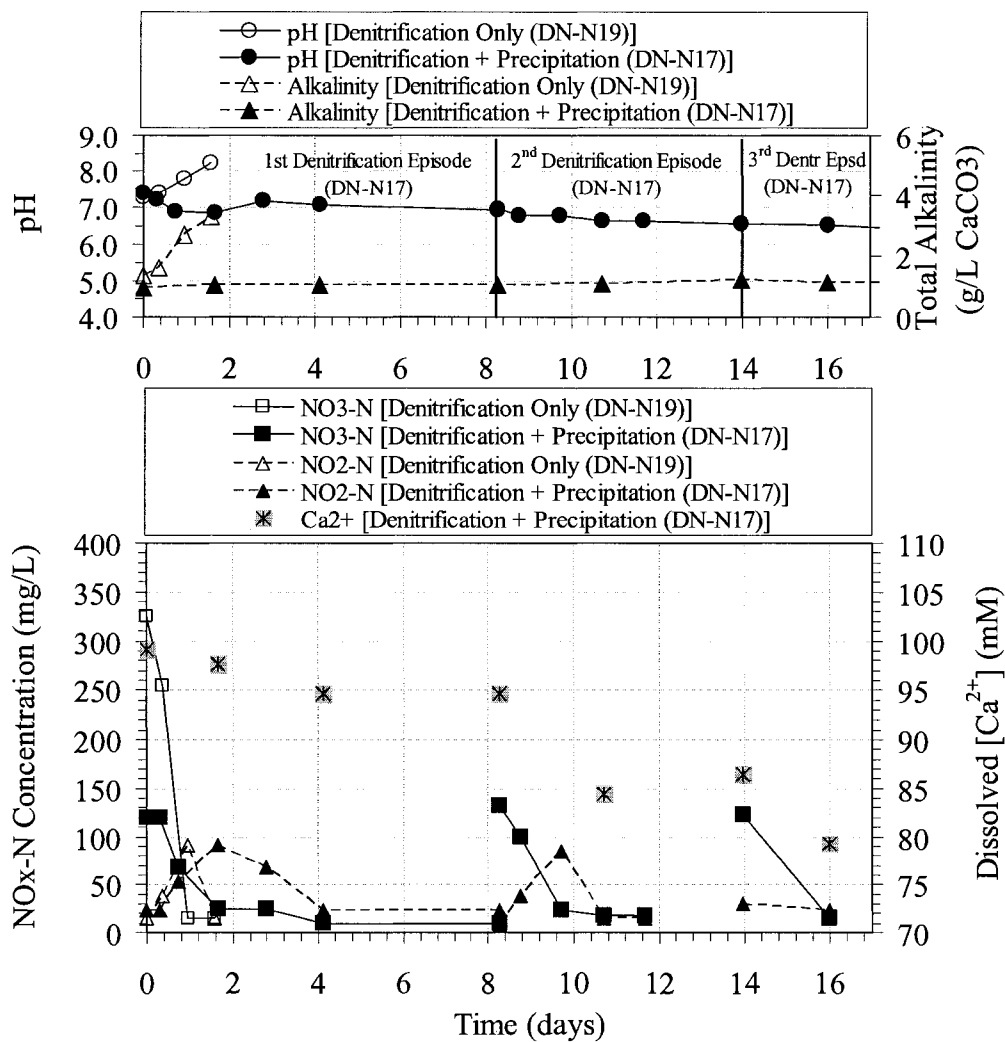 pH [Denitrification Only (DN-N19)]
pH [Denitrification + Precipitation (DN-N17)]
Alkalinity [Denitrification Only (DN-N19)]
Alkalinity [Denitrification + Precipitation (DN-N17)]
9.0
8.0
7.0
6.0
5.0
4.0
pH
1st Denitrification Episode
(DN-N17)
2nd Denitrification Episode
(DN-N17)
3rd Dentr Epsd
(DN-N17)
6
4
2
0
Total Alkalinity
(g/L CaCO3)
0 2 4 6 8 10 12 14 16
NO3-N [Denitrification Only (DN-N19)]
NO3-N [Denitrification + Precipitation (DN-N17)]
NO2-N [Denitrification Only (DN-N19)]
NO2-N [Denitrification + Precipitation (DN-N17)]
Ca2+ [Denitrification + Precipitation (DN-N17)]
400
350
300
250
200
150
100
50
0
NOx-N Concentration (mg/L)
110
105
100
95
90
85
80
75
70
Dissolved [Ca2+] (mM)
0 2 4 6 8 10 12 14 16
Time (days)